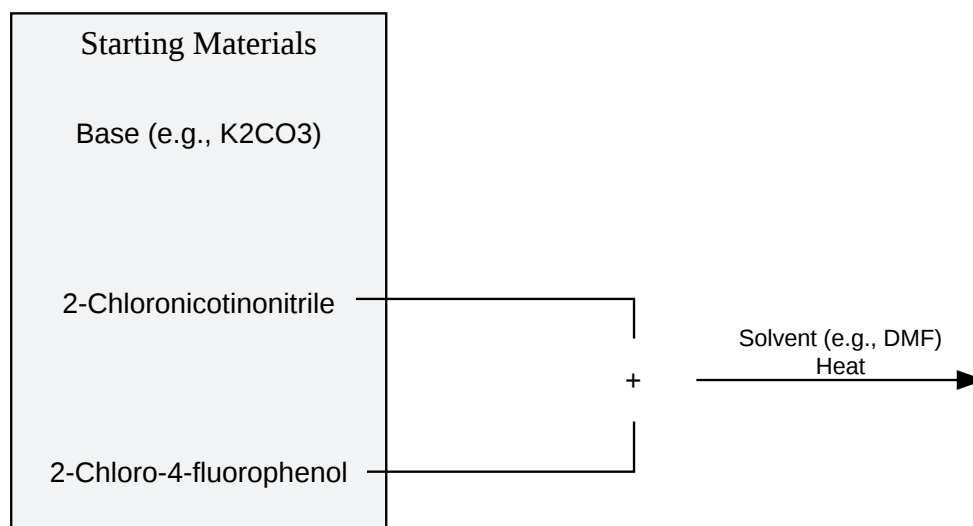 Starting Materials
Base (e.g., K2CO3)
2-Chloronicotinonitrile
Solvent (e.g., DMF)
Heat
+
2-Chloro-4-fluorophenol